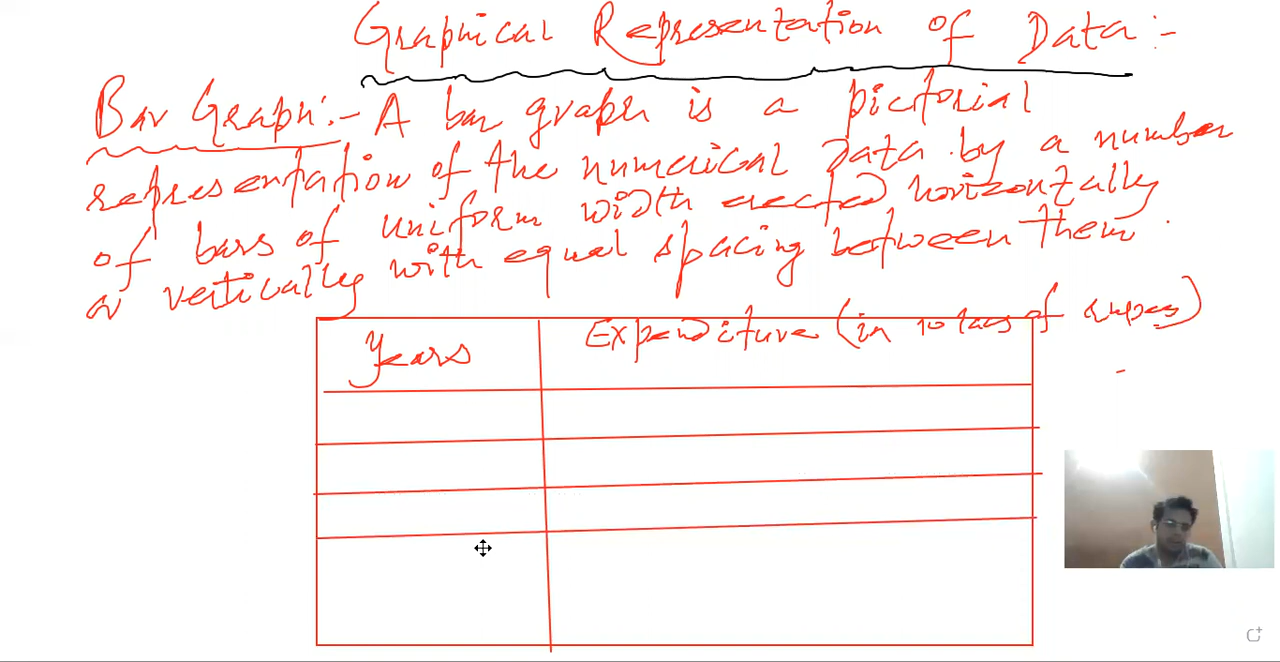 Graphical Representation of Data:-
Bar Graph:- A bar graph is a pictorial
representation of the numerical data by a number
of bars of uniform width erected horizontally
or vertically with equal spacing between them.
Years
Expenditure (in 10 lacs of rupees)